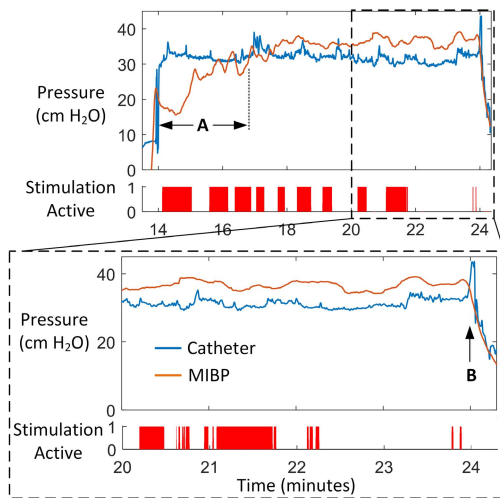 40
30
20
10
0
Pressure
(cm H₂O)
A
Stimulation
Active
1
0
14 16 18 20 22 24
40
20
0
Pressure
(cm H₂O)
Catheter
MIBP
B
Stimulation
Active
1
0
20 21 22 23 24
Time (minutes)